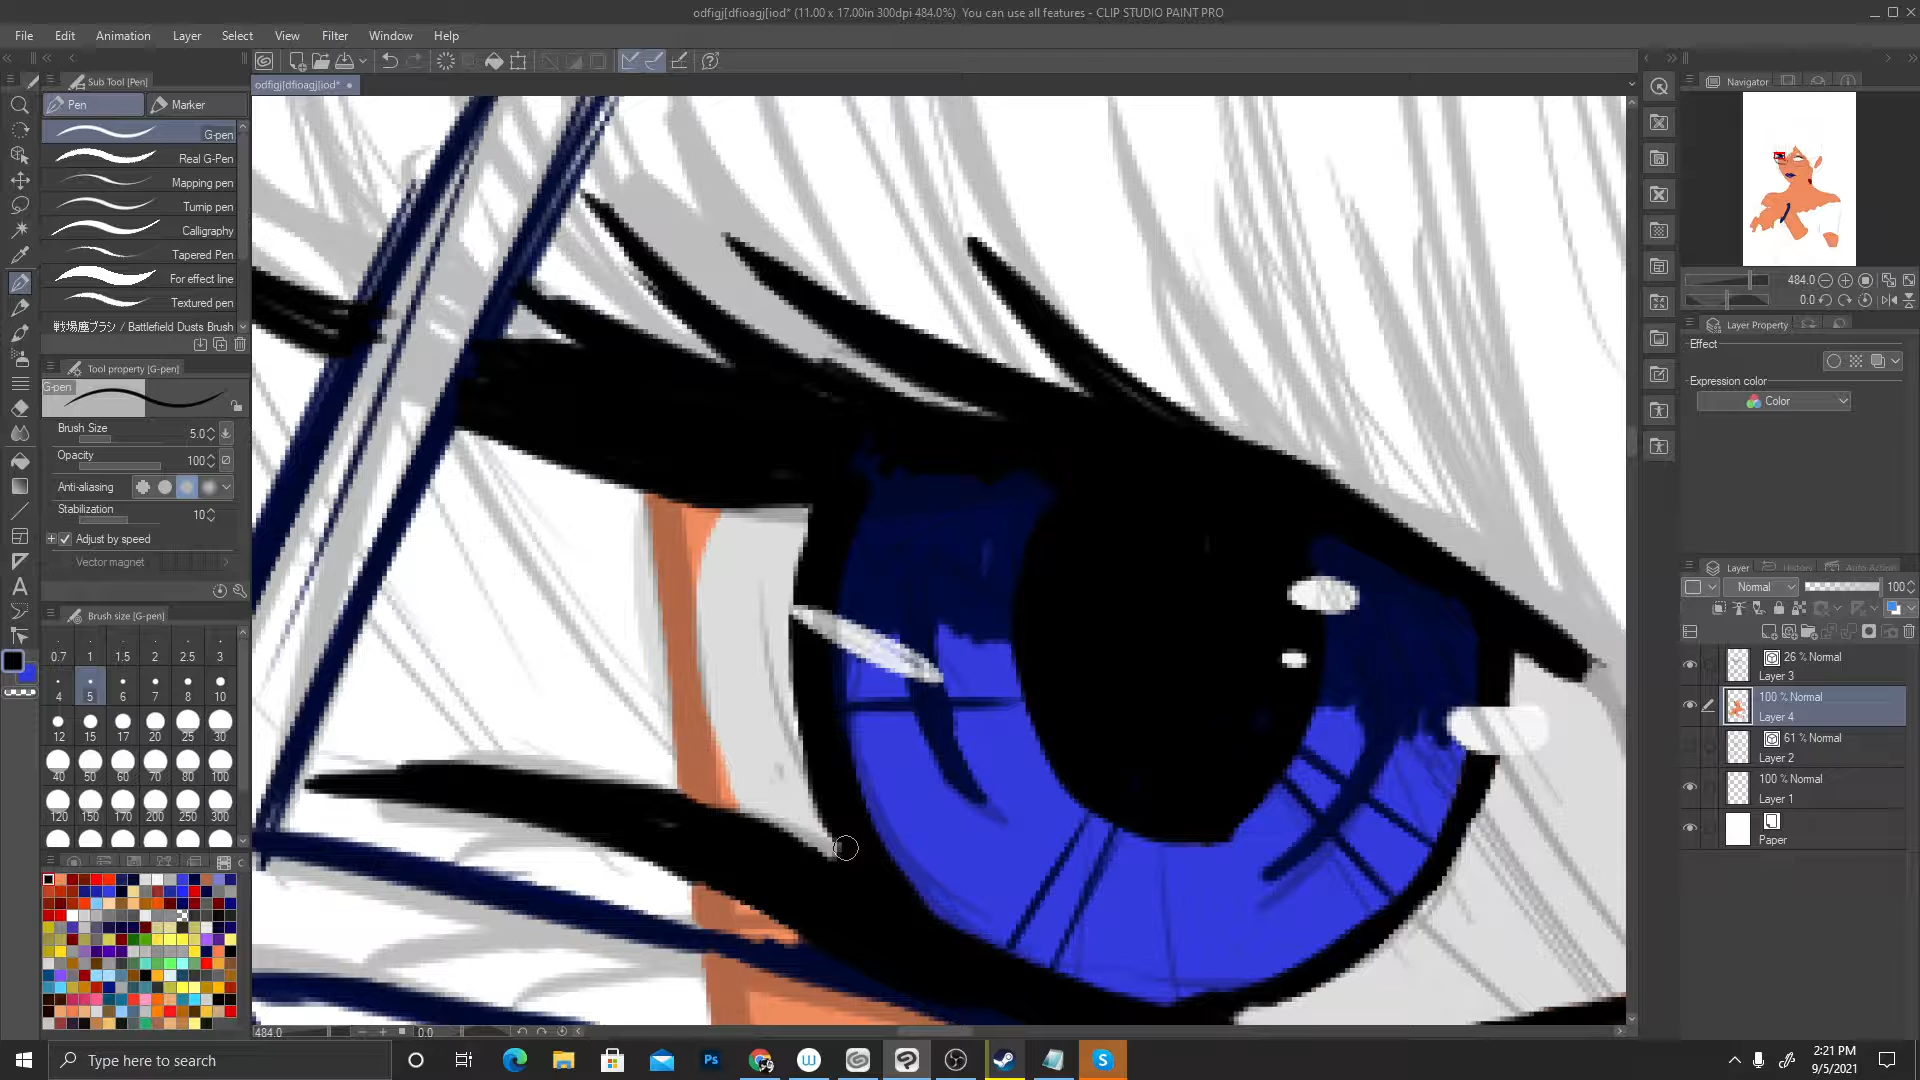 odfigj[dfioagj[iod* (11.00 x 17.00in 300dpi 484.0%) You can use all features - CLIP STUDIO PAINT PRO
File Edit Animation Layer Select View Filter Window Help
Sub Tool [Pen]
odfigj[dfioagj[iod*
Navigator
Pen Marker
G-pen
Real G-Pen
Mapping pen
Turnip pen
Calligraphy
Tapered Pen
For effect line
Textured pen
戦場塵ブラシ / Battlefield Dusts Brush
Tool property [G-pen]
G-pen
Brush Size 5.0
Opacity 100
Anti-aliasing
Stabilization 10
Adjust by speed
Vector magnet
Brush size [G-pen]
0.7 1 1.5 2 2.5 3
4 5 6 7 8 10
12 15 17 20 25 30
40 50 60 70 80 100
120 150 170 200 250 300
484.0 0.0
484.0
0.0
Layer Property
Effect
Expression color
Color
Layer History Auto Action
Normal 100
26 % Normal
Layer 3
100 % Normal
Layer 4
61 % Normal
Layer 2
100 % Normal
Layer 1
Paper
Type here to search
Ps
W
S
2:21 PM
9/5/2021